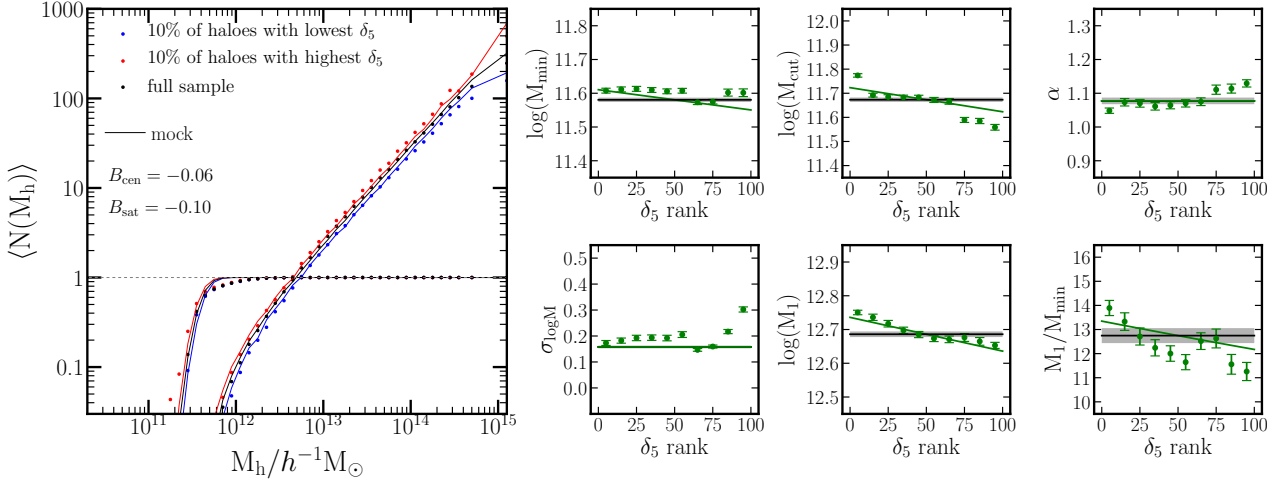 1000
100
10
1
0.1
⟨N(M_h)⟩
10% of haloes with lowest δ_5
10% of haloes with highest δ_5
full sample
mock
B_cen = −0.06
B_sat = −0.10
10^11 10^12 10^13 10^14 10^15
M_h/h^−1 M_⊙
log(M_min)
11.8
11.7
11.6
11.5
11.4
0 25 50 75 100
δ_5 rank
log(M_cut)
12.0
11.9
11.8
11.7
11.6
11.5
11.4
0 25 50 75 100
δ_5 rank
α
1.3
1.2
1.1
1.0
0.9
0 25 50 75 100
δ_5 rank
σ_logM
0.5
0.4
0.3
0.2
0.1
0.0
0 25 50 75 100
δ_5 rank
log(M_1)
12.9
12.8
12.7
12.6
12.5
0 25 50 75 100
δ_5 rank
M_1/M_min
16
15
14
13
12
11
10
0 25 50 75 100
δ_5 rank